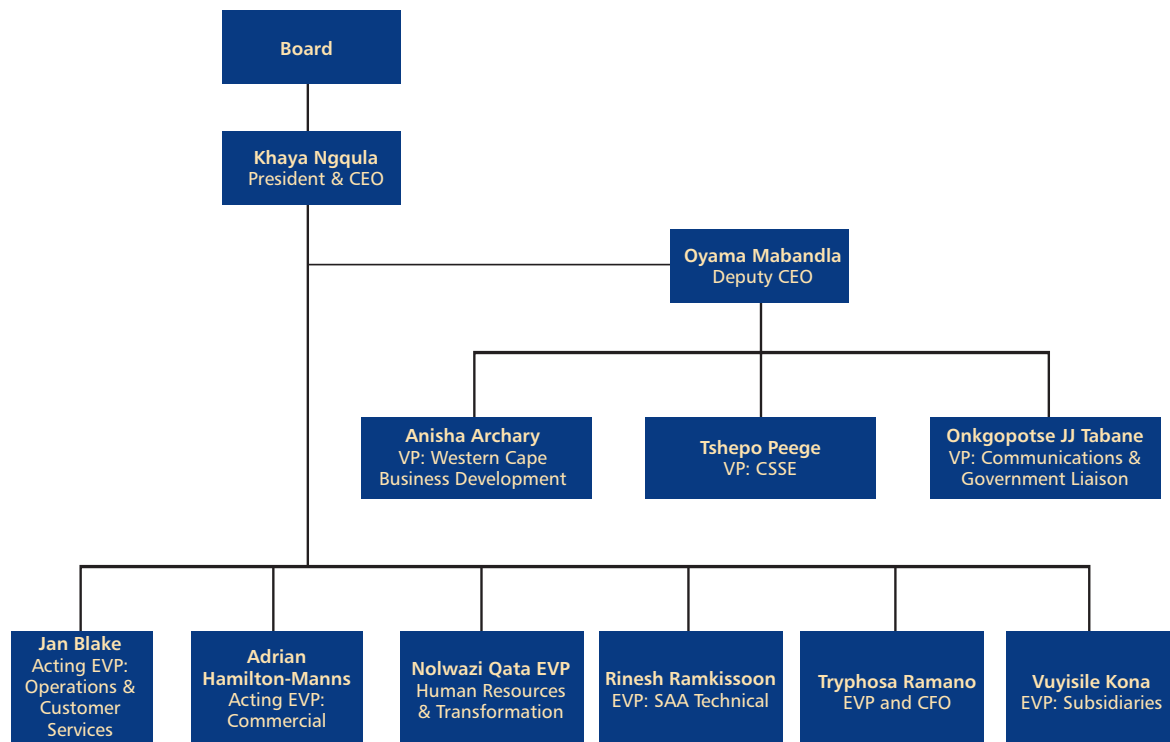 Board
Khaya Ngqula
President & CEO
Oyama Mabandla
Deputy CEO
Anisha Archary
VP: Western Cape
Business Development
Tshepo Peege
VP: CSSE
Onkgopotse JJ Tabane
VP: Communications &
Government Liaison
Jan Blake
Acting EVP:
Operations &
Customer
Services
Adrian
Hamilton-Manns
Acting EVP:
Commercial
Nolwazi Qata EVP
Human Resources
& Transformation
Rinesh Ramkissoon
EVP: SAA Technical
Tryphosa Ramano
EVP and CFO
Vuyisile Kona
EVP: Subsidiaries